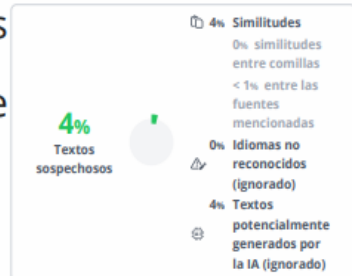 s
e
4%
Textos
sospechosos
4% Similitudes
0% similitudes
entre comillas
< 1% entre las
fuentes
mencionadas
0% Idiomas no
reconocidos
(ignorado)
4% Textos
potencialmente
generados por
la IA (ignorado)